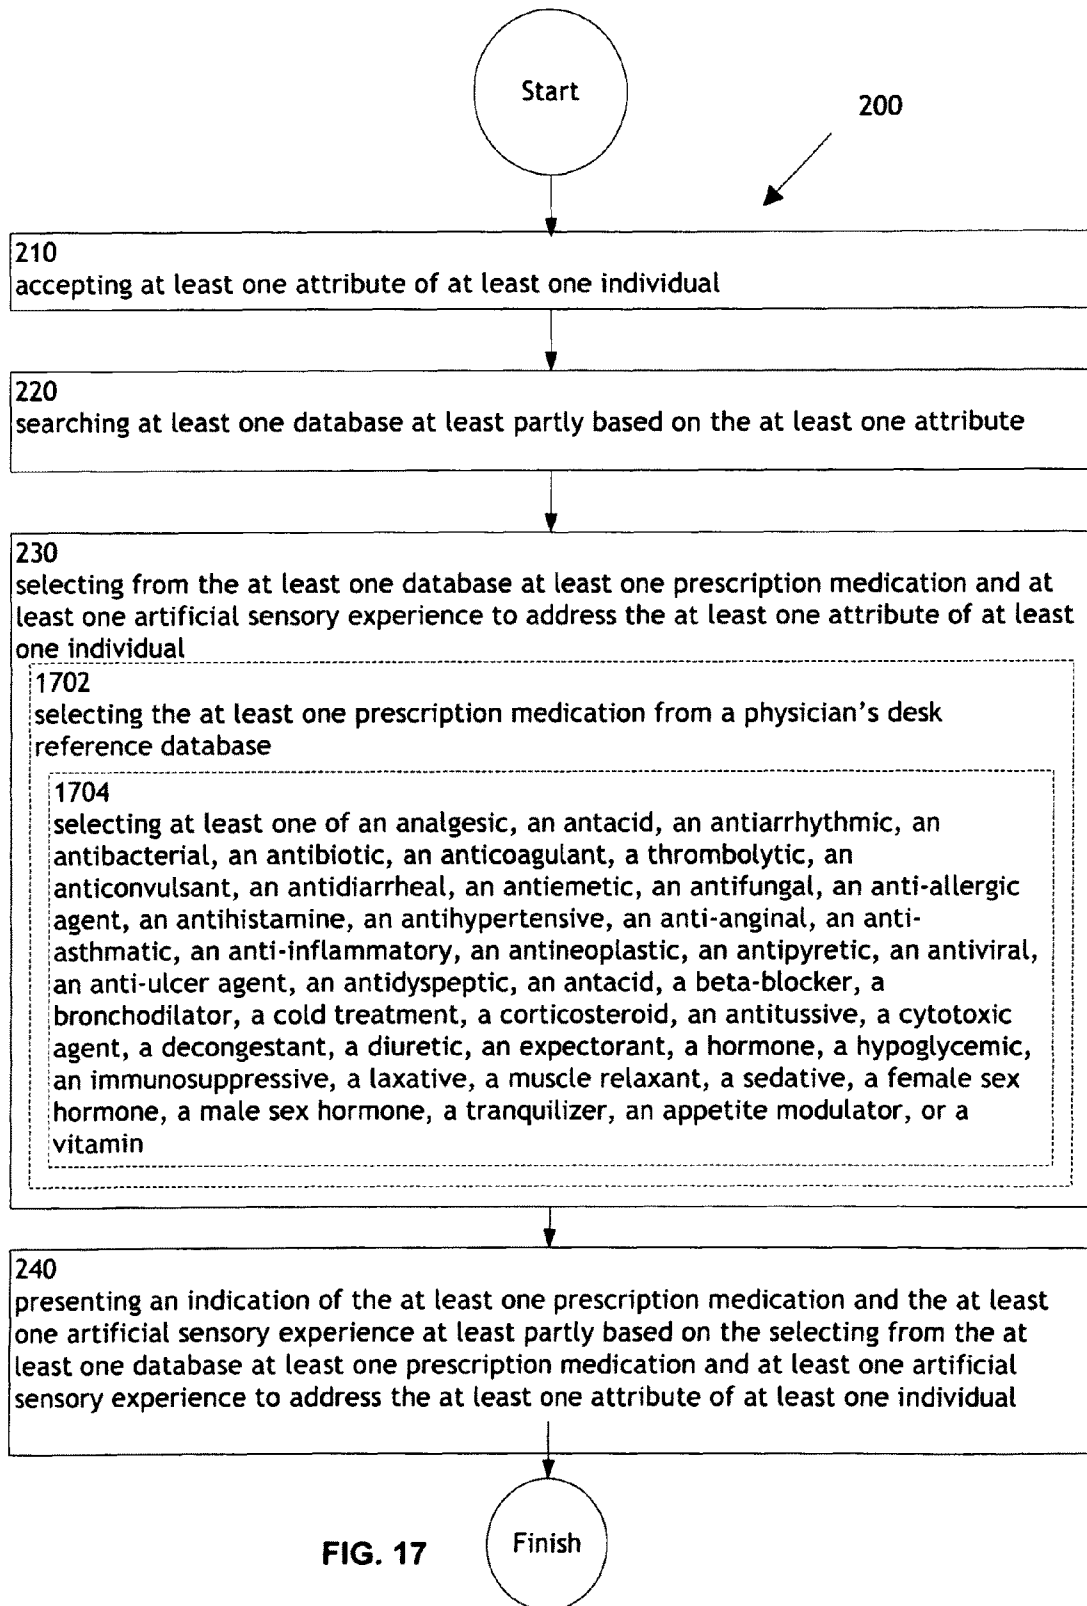 Start
200
210
accepting at least one attribute of at least one individual
220
searching at least one database at least partly based on the at least one attribute
230
selecting from the at least one database at least one prescription medication and at
least one artificial sensory experience to address the at least one attribute of at least
one individual
1702
selecting the at least one prescription medication from a physician's desk
reference database
1704
selecting at least one of an analgesic, an antacid, an antiarrhythmic, an
antibacterial, an antibiotic, an anticoagulant, a thrombolytic, an
anticonvulsant, an antidiarrheal, an antiemetic, an antifungal, an anti-allergic
agent, an antihistamine, an antihypertensive, an anti-anginal, an anti-
asthmatic, an anti-inflammatory, an antineoplastic, an antipyretic, an antiviral,
an anti-ulcer agent, an antidyspeptic, an antacid, a beta-blocker, a
bronchodilator, a cold treatment, a corticosteroid, an antitussive, a cytotoxic
agent, a decongestant, a diuretic, an expectorant, a hormone, a hypoglycemic,
an immunosuppressive, a laxative, a muscle relaxant, a sedative, a female sex
hormone, a male sex hormone, a tranquilizer, an appetite modulator, or a
vitamin
240
presenting an indication of the at least one prescription medication and the at least
one artificial sensory experience at least partly based on the selecting from the at
least one database at least one prescription medication and at least one artificial
sensory experience to address the at least one attribute of at least one individual
Finish
FIG. 17